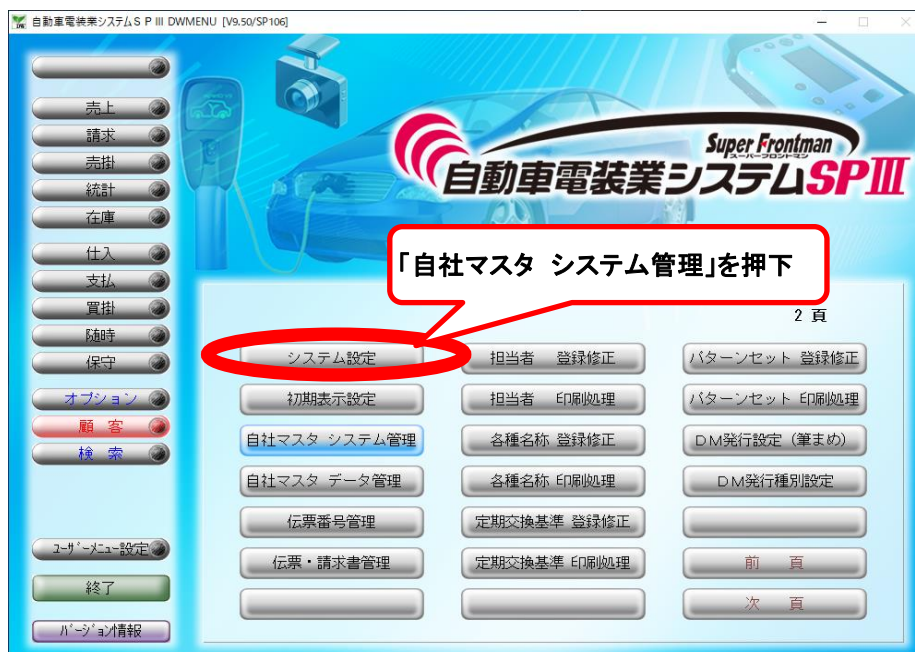 自動車電装業システムSPⅢ DWMENU [V9.50/SP106]
売上
請求
売掛
統計
在庫
仕入
支払
買掛
随時
保守
オプション
顧 客
検 索
ユーザーメニュー設定
終了
バージョン情報
Super Frontman
スーパーフロントマン
自動車電装業システムSPⅢ
「自社マスタ システム管理」を押下
2 頁
システム設定
担当者 登録修正
パターンセット 登録修正
初期表示設定
担当者 印刷処理
パターンセット 印刷処理
自社マスタ システム管理
各種名称 登録修正
DM発行設定（筆まめ）
自社マスタ データ管理
各種名称 印刷処理
DM発行種別設定
伝票番号管理
定期交換基準 登録修正
伝票・請求書管理
定期交換基準 印刷処理
前 頁
次 頁